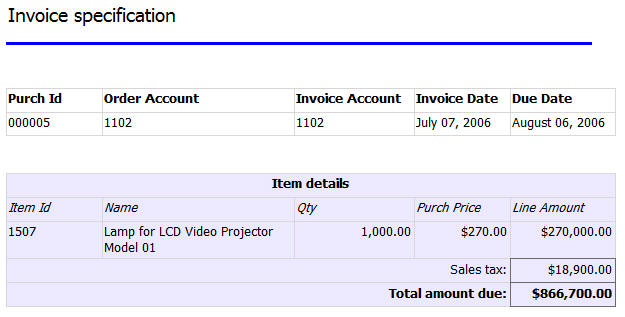 Invoice specification
Purch Id Order Account Invoice Account Invoice Date Due Date
000005 1102 1102 July 07, 2006 August 06, 2006
Item details
Item Id Name Qty Purch Price Line Amount
1507 Lamp for LCD Video Projector 1,000.00 $270.00 $270,000.00
Model 01
Sales tax: $18,900.00
Total amount due: $866,700.00